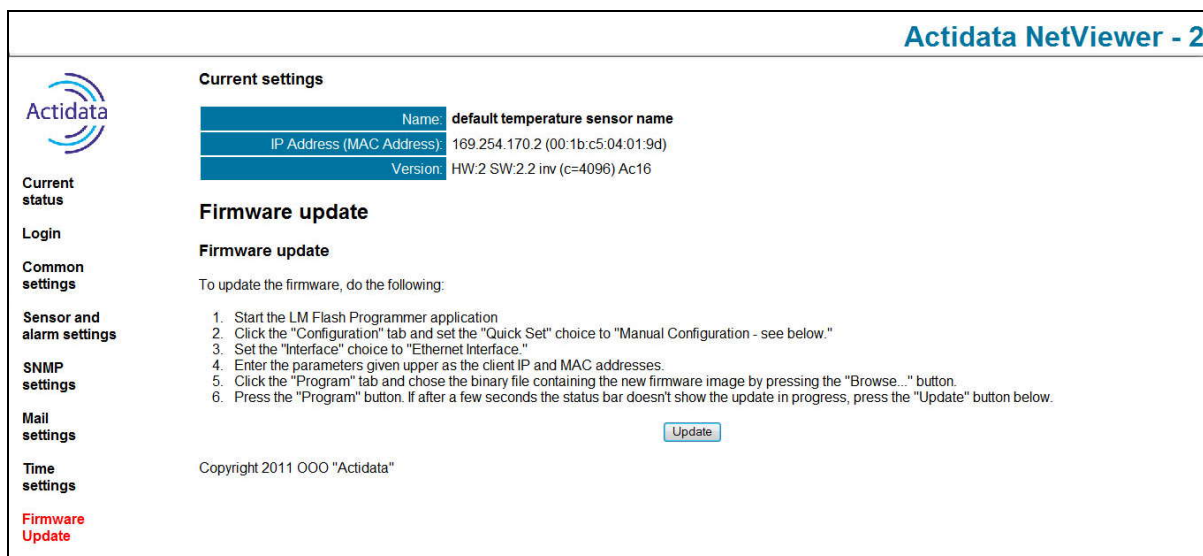 Actidata NetViewer - 2
Actidata
Current settings
Name: default temperature sensor name
IP Address (MAC Address): 169.254.170.2 (00:1b:c5:04:01:9d)
Version: HW:2 SW:2.2 inv (c=4096) Ac16
Current
status
Login
Common
settings
Sensor and
alarm settings
SNMP
settings
Mail
settings
Time
settings
Firmware
Update
Firmware update
Firmware update
To update the firmware, do the following:
1. Start the LM Flash Programmer application
2. Click the "Configuration" tab and set the "Quick Set" choice to "Manual Configuration - see below."
3. Set the "Interface" choice to "Ethernet Interface."
4. Enter the parameters given upper as the client IP and MAC addresses.
5. Click the "Program" tab and chose the binary file containing the new firmware image by pressing the "Browse..." button.
6. Press the "Program" button. If after a few seconds the status bar doesn't show the update in progress, press the "Update" button below.
Update
Copyright 2011 OOO "Actidata"